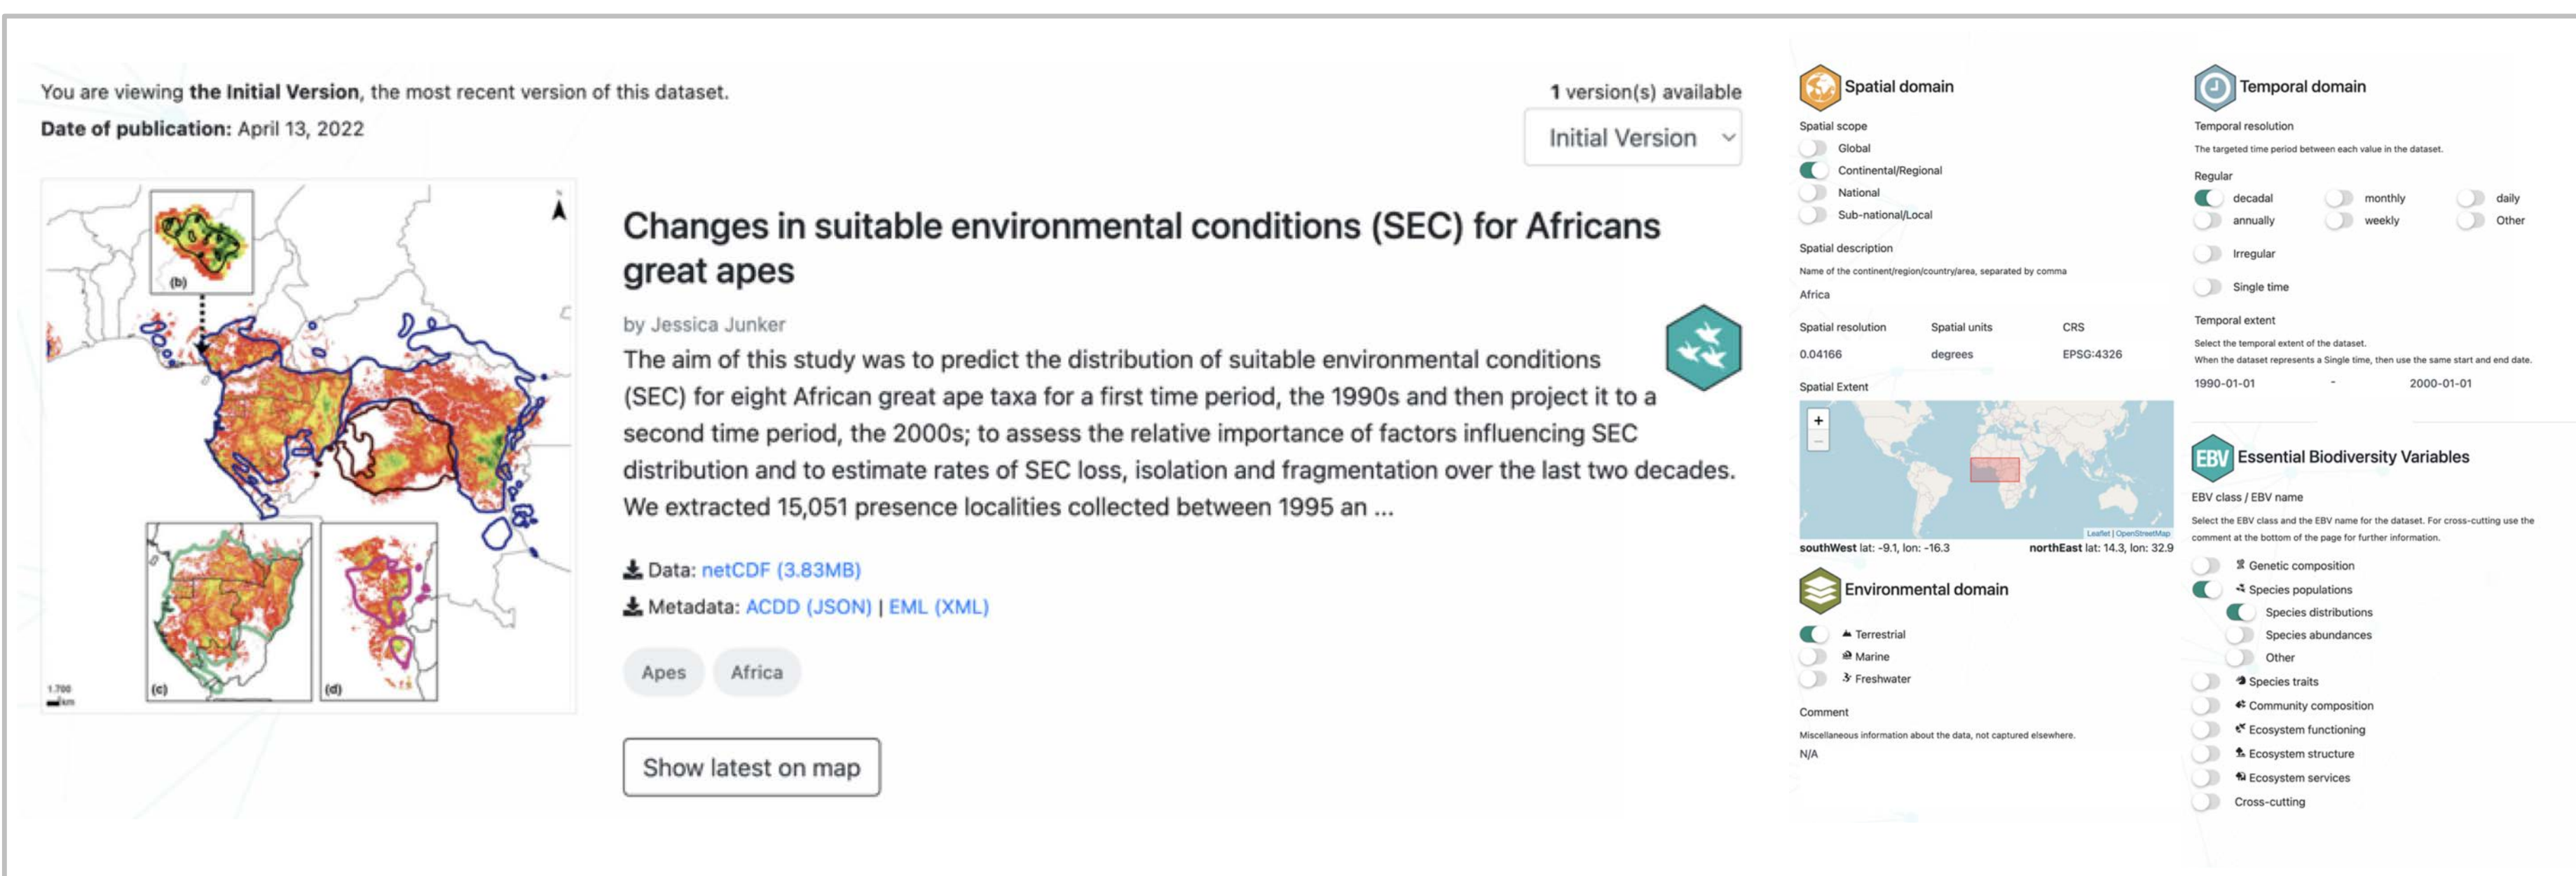 You are viewing the Initial Version, the most recent version of this dataset.
Date of publication: April 13, 2022
1 version(s) available
Initial Version
(b)
(c)
(d)
1.700
km
Changes in suitable environmental conditions (SEC) for Africans
great apes
by Jessica Junker
The aim of this study was to predict the distribution of suitable environmental conditions
(SEC) for eight African great ape taxa for a first time period, the 1990s and then project it to a
second time period, the 2000s; to assess the relative importance of factors influencing SEC
distribution and to estimate rates of SEC loss, isolation and fragmentation over the last two decades.
We extracted 15,051 presence localities collected between 1995 an ...
Data: netCDF (3.83MB)
Metadata: ACDD (JSON) | EML (XML)
Apes Africa
Show latest on map
Spatial domain
Spatial scope
Global
Continental/Regional
National
Sub-national/Local
Spatial description
Name of the continent/region/country/area, separated by comma
Africa
Spatial resolution Spatial units CRS
0.04166 degrees EPSG:4326
Spatial Extent
+
−
Leaflet | OpenStreetMap
southWest lat: -9.1, lon: -16.3 northEast lat: 14.3, lon: 32.9
Environmental domain
Terrestrial
Marine
Freshwater
Comment
Miscellaneous information about the data, not captured elsewhere.
N/A
Temporal domain
Temporal resolution
The targeted time period between each value in the dataset.
Regular
decadal monthly daily
annually weekly Other
Irregular
Single time
Temporal extent
Select the temporal extent of the dataset.
When the dataset represents a Single time, then use the same start and end date.
1990-01-01 - 2000-01-01
EBV Essential Biodiversity Variables
EBV class / EBV name
Select the EBV class and the EBV name for the dataset. For cross-cutting use the
comment at the bottom of the page for further information.
Genetic composition
Species populations
Species distributions
Species abundances
Other
Species traits
Community composition
Ecosystem functioning
Ecosystem structure
Ecosystem services
Cross-cutting